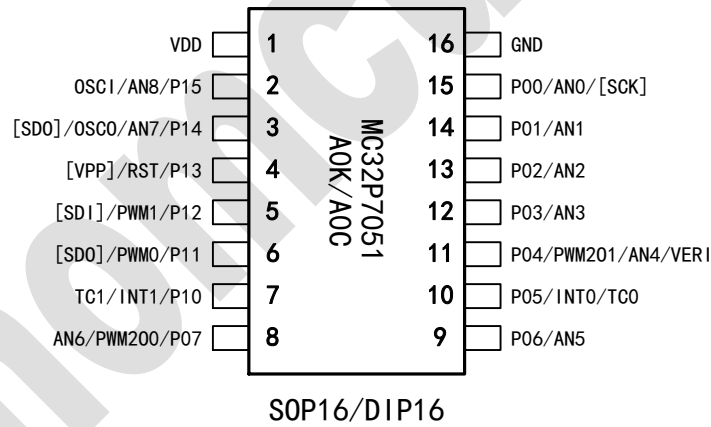 VDD 1 16 GND
OSCI/AN8/P15 2 15 P00/AN0/[SCK]
[SDO]/OSCO/AN7/P14 3 14 P01/AN1
[VPP]/RST/P13 4 13 P02/AN2
[SDI]/PWM1/P12 5 12 P03/AN3
[SDO]/PWM0/P11 6 11 P04/PWM201/AN4/VERI
TC1/INT1/P10 7 10 P05/INT0/TC0
AN6/PWM200/P07 8 9 P06/AN5
MC32P7051
A0K/A0C
SOP16/DIP16